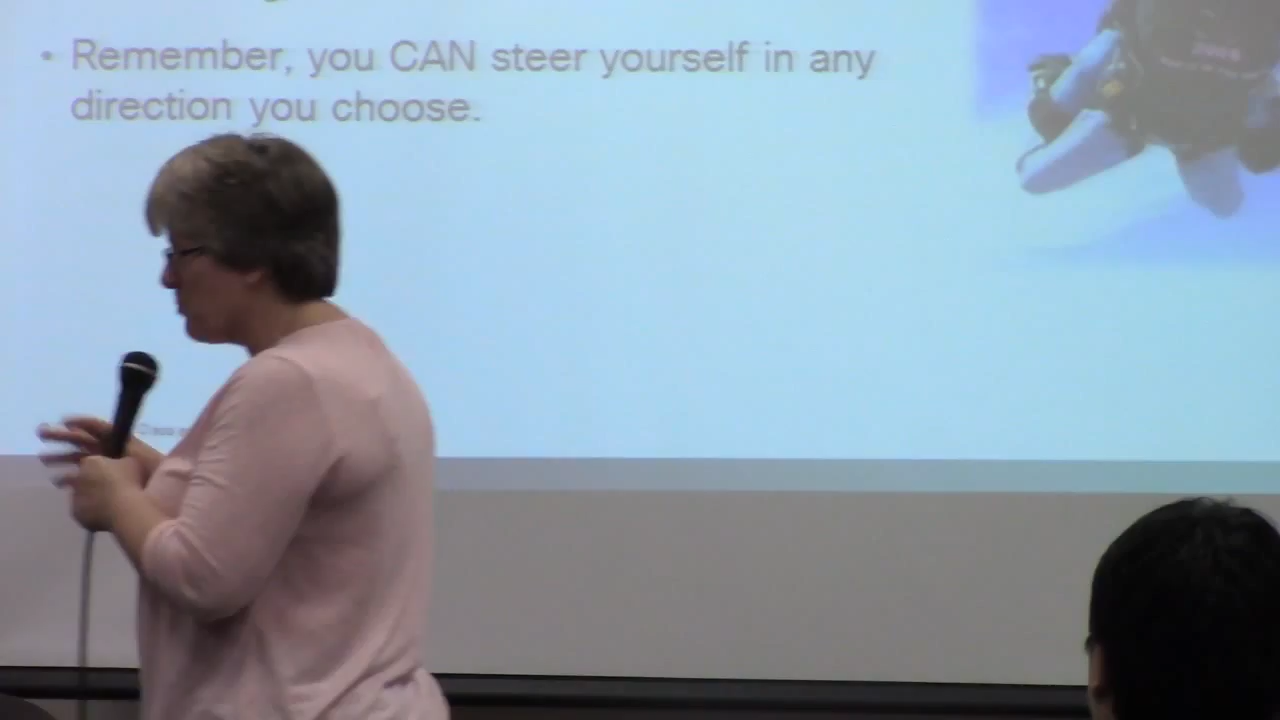 • Remember, you CAN steer yourself in any
direction you choose.